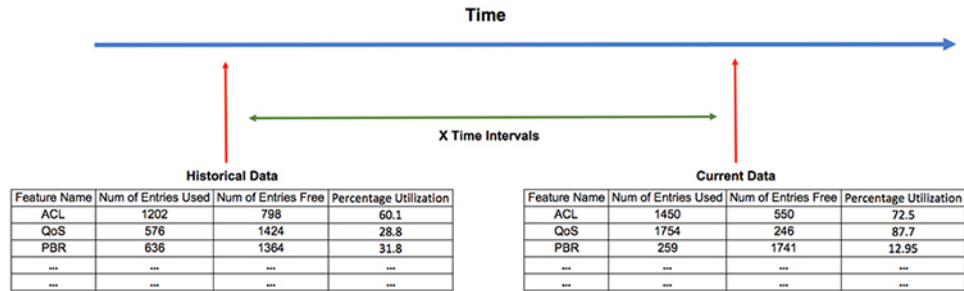 Time
X Time Intervals
Historical Data
Feature Name Num of Entries Used Num of Entries Free Percentage Utilization
ACL 1202 798 60.1
QoS 576 1424 28.8
PBR 636 1364 31.8
... ... ... ...
... ... ... ...
Current Data
Feature Name Num of Entries Used Num of Entries Free Percentage Utilization
ACL 1450 550 72.5
QoS 1754 246 87.7
PBR 259 1741 12.95
... ... ... ...
... ... ... ...